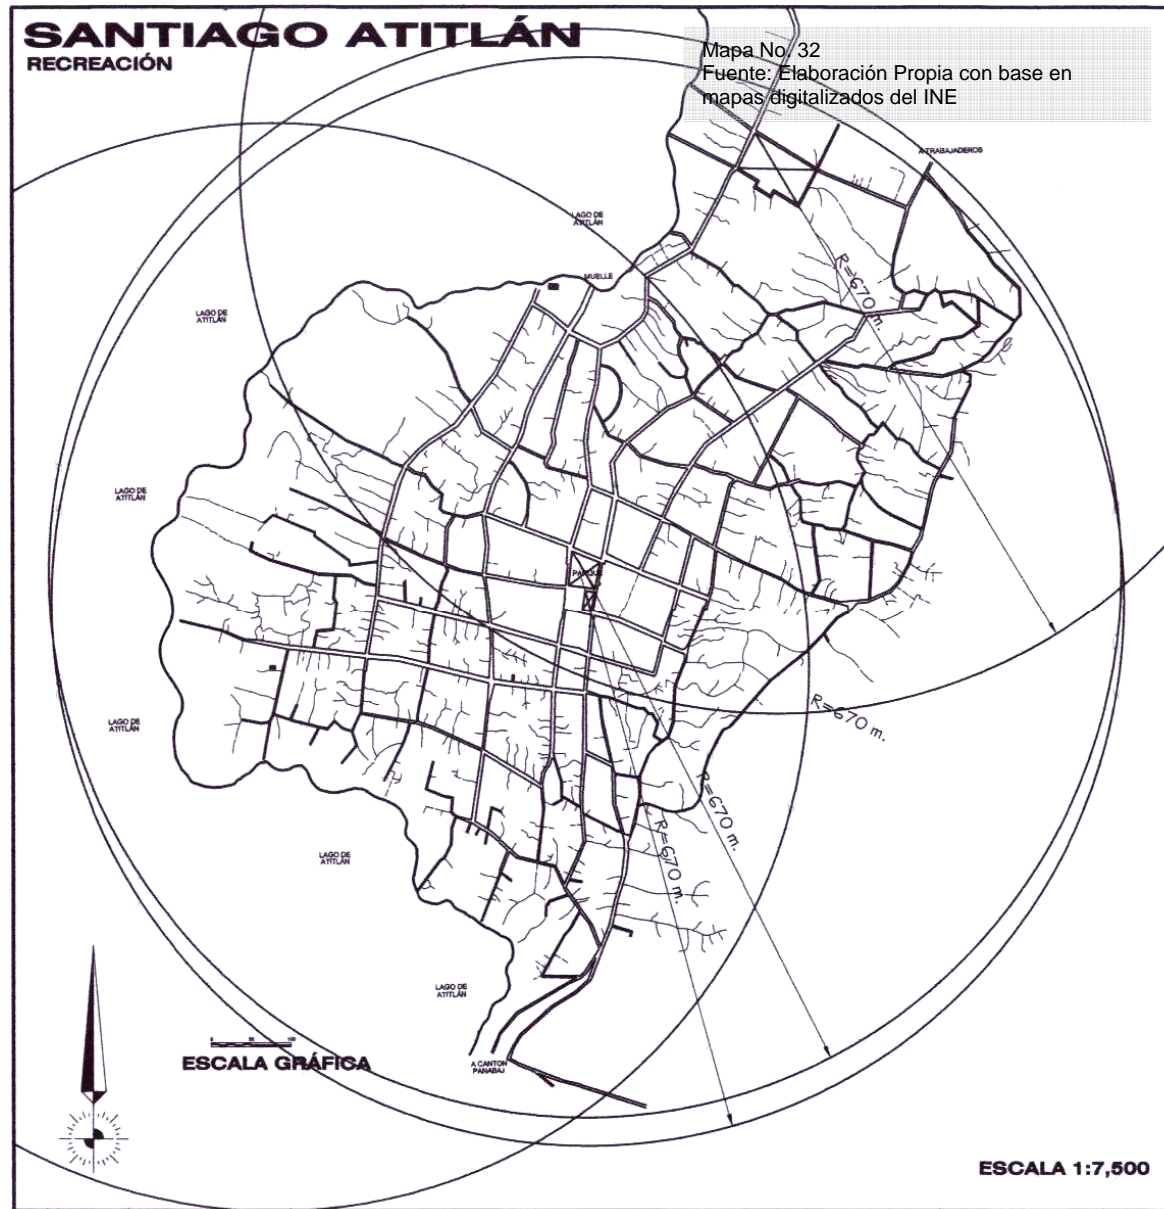 SANTIAGO ATITLÁN
RECREACIÓN
Mapa No. 32
Fuente: Elaboración Propia con base en
mapas digitalizados del INE
A TRABAJADEROS
LAGO DE
ATITLÁN
MUELLE
R=670 m.
LAGO DE
ATITLÁN
LAGO DE
ATITLÁN
PARQUE
LAGO DE
ATITLÁN
R=670 m.
R=670 m.
R=670 m.
LAGO DE
ATITLÁN
LAGO DE
ATITLÁN
ESCALA GRÁFICA
A CANTON
PANABAJ
ESCALA 1:7,500